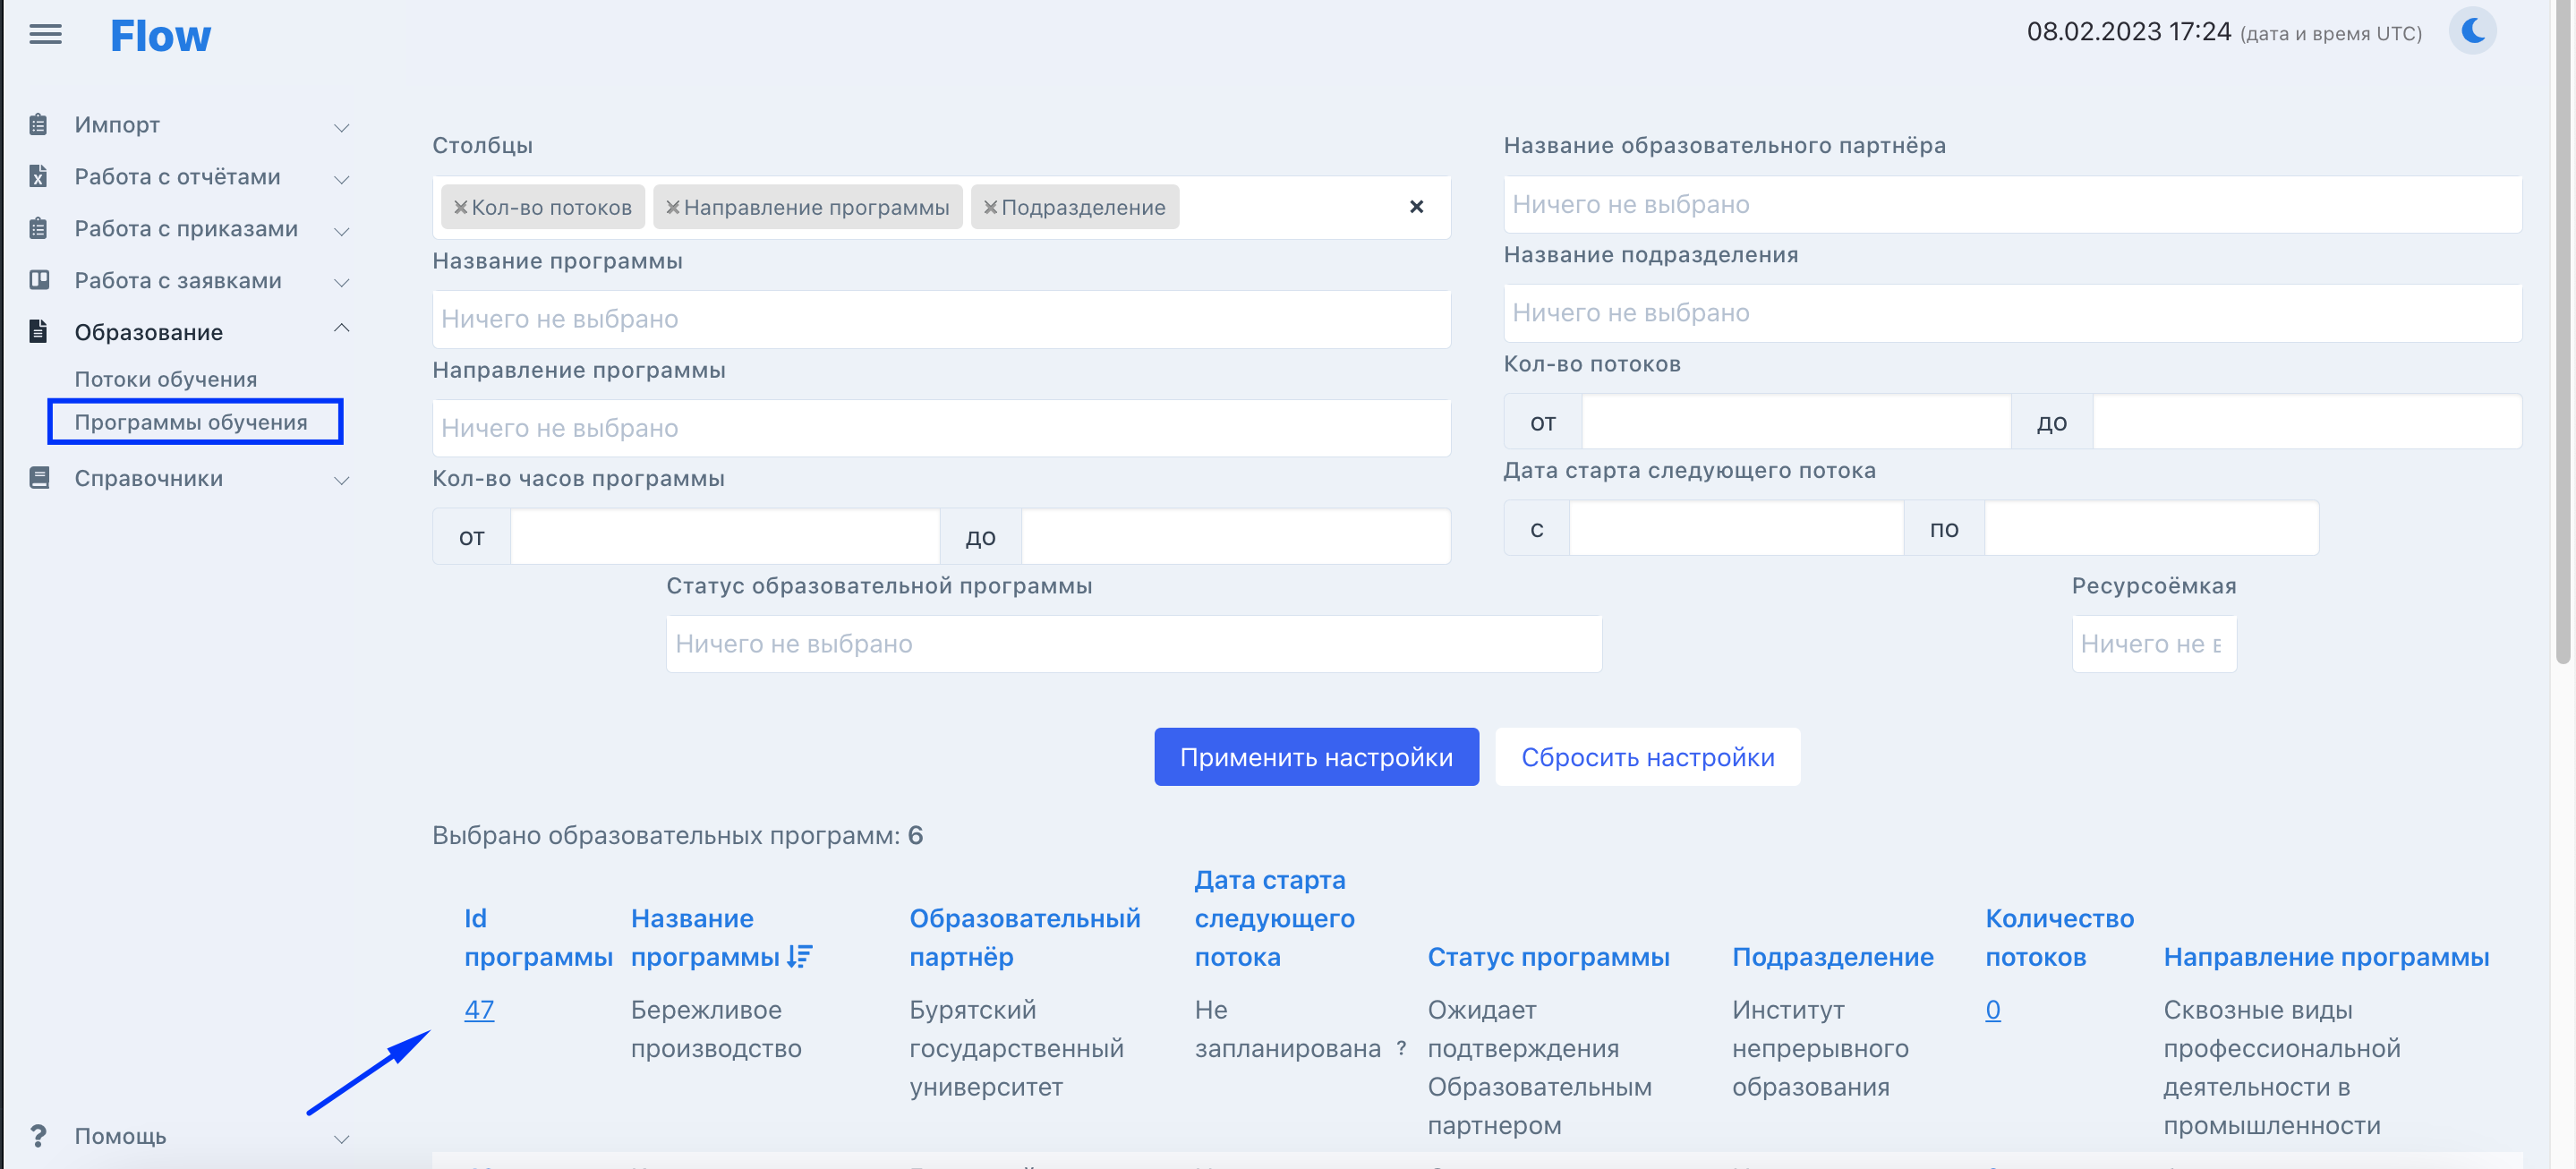 Flow
08.02.2023 17:24 (дата и время UTC)
Импорт
Работа с отчётами
Работа с приказами
Работа с заявками
Образование
Потоки обучения
Программы обучения
Справочники
Помощь
Столбцы
×Кол-во потоков ×Направление программы ×Подразделение ×
Название программы
Ничего не выбрано
Направление программы
Ничего не выбрано
Кол-во часов программы
от до
Название образовательного партнёра
Ничего не выбрано
Название подразделения
Ничего не выбрано
Кол-во потоков
от до
Дата старта следующего потока
с по
Статус образовательной программы
Ничего не выбрано
Ресурсоёмкая
Ничего не
Применить настройки Сбросить настройки
Выбрано образовательных программ: 6
Id
программы
Название
программы
Образовательный
партнёр
Дата старта
следующего
потока
Статус программы
Подразделение
Количество
потоков
Направление программы
47
Бережливое
производство
Бурятский
государственный
университет
Не
запланирована ?
Ожидает
подтверждения
Образовательным
партнером
Институт
непрерывного
образования
0
Сквозные виды
профессиональной
деятельности в
промышленности